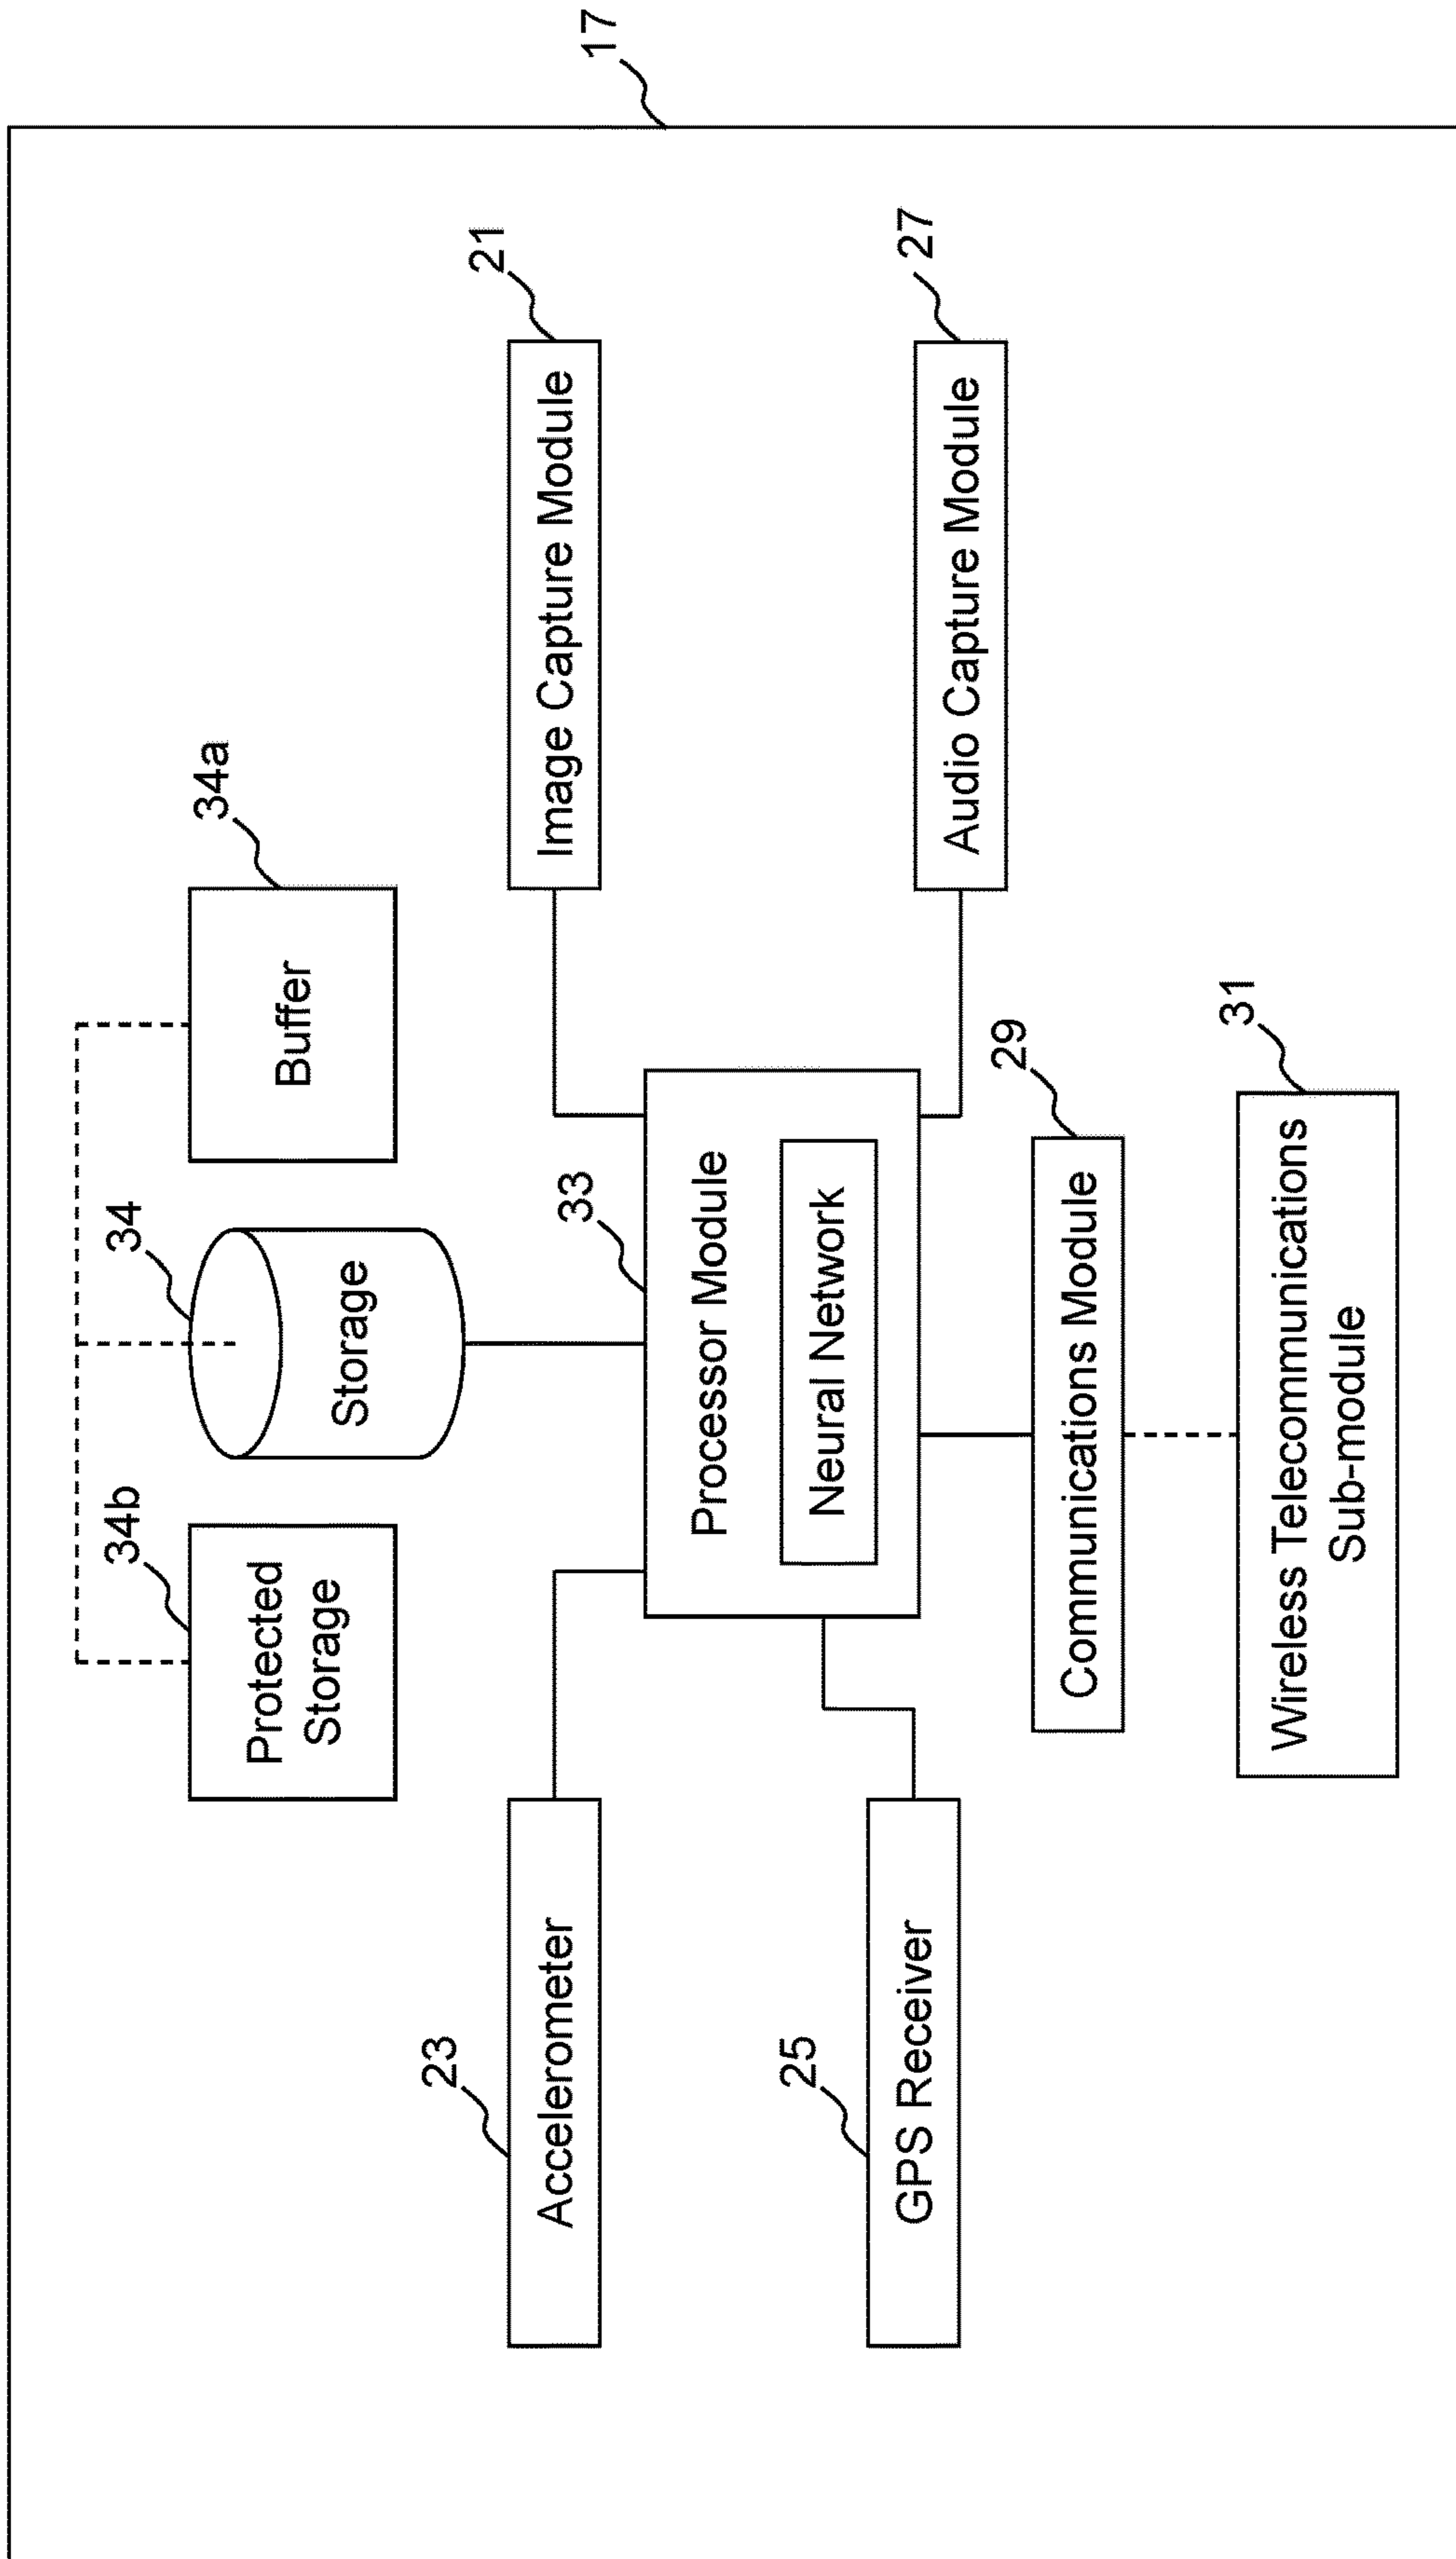 17
34
34b
34a
Protected
Storage
Storage
Buffer
23
Accelerometer
21
Image Capture Module
33
Processor Module
Neural Network
25
GPS Receiver
27
Audio Capture Module
29
Communications Module
31
Wireless Telecommunications
Sub-module